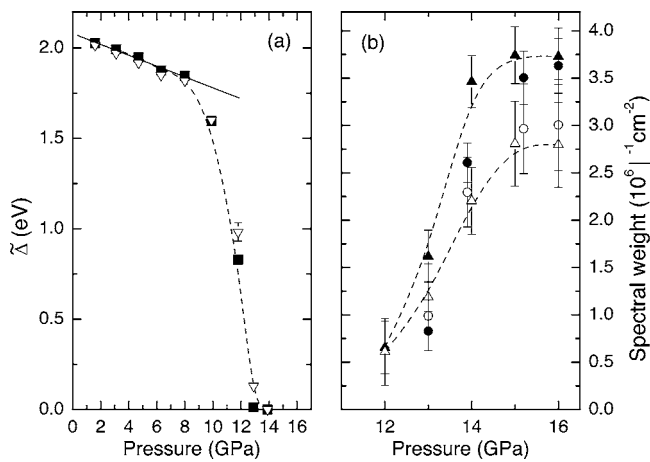 (a)
(b)
2.0
1.5
1.0
0.5
0.0
Δ̃ (eV)
0 2 4 6 8 10 12 14 16
Pressure (GPa)
12 14 16
Pressure (GPa)
4.0
3.5
3.0
2.5
2.0
1.5
1.0
0.5
0.0
Spectral weight (10⁶ |⁻¹cm⁻²)